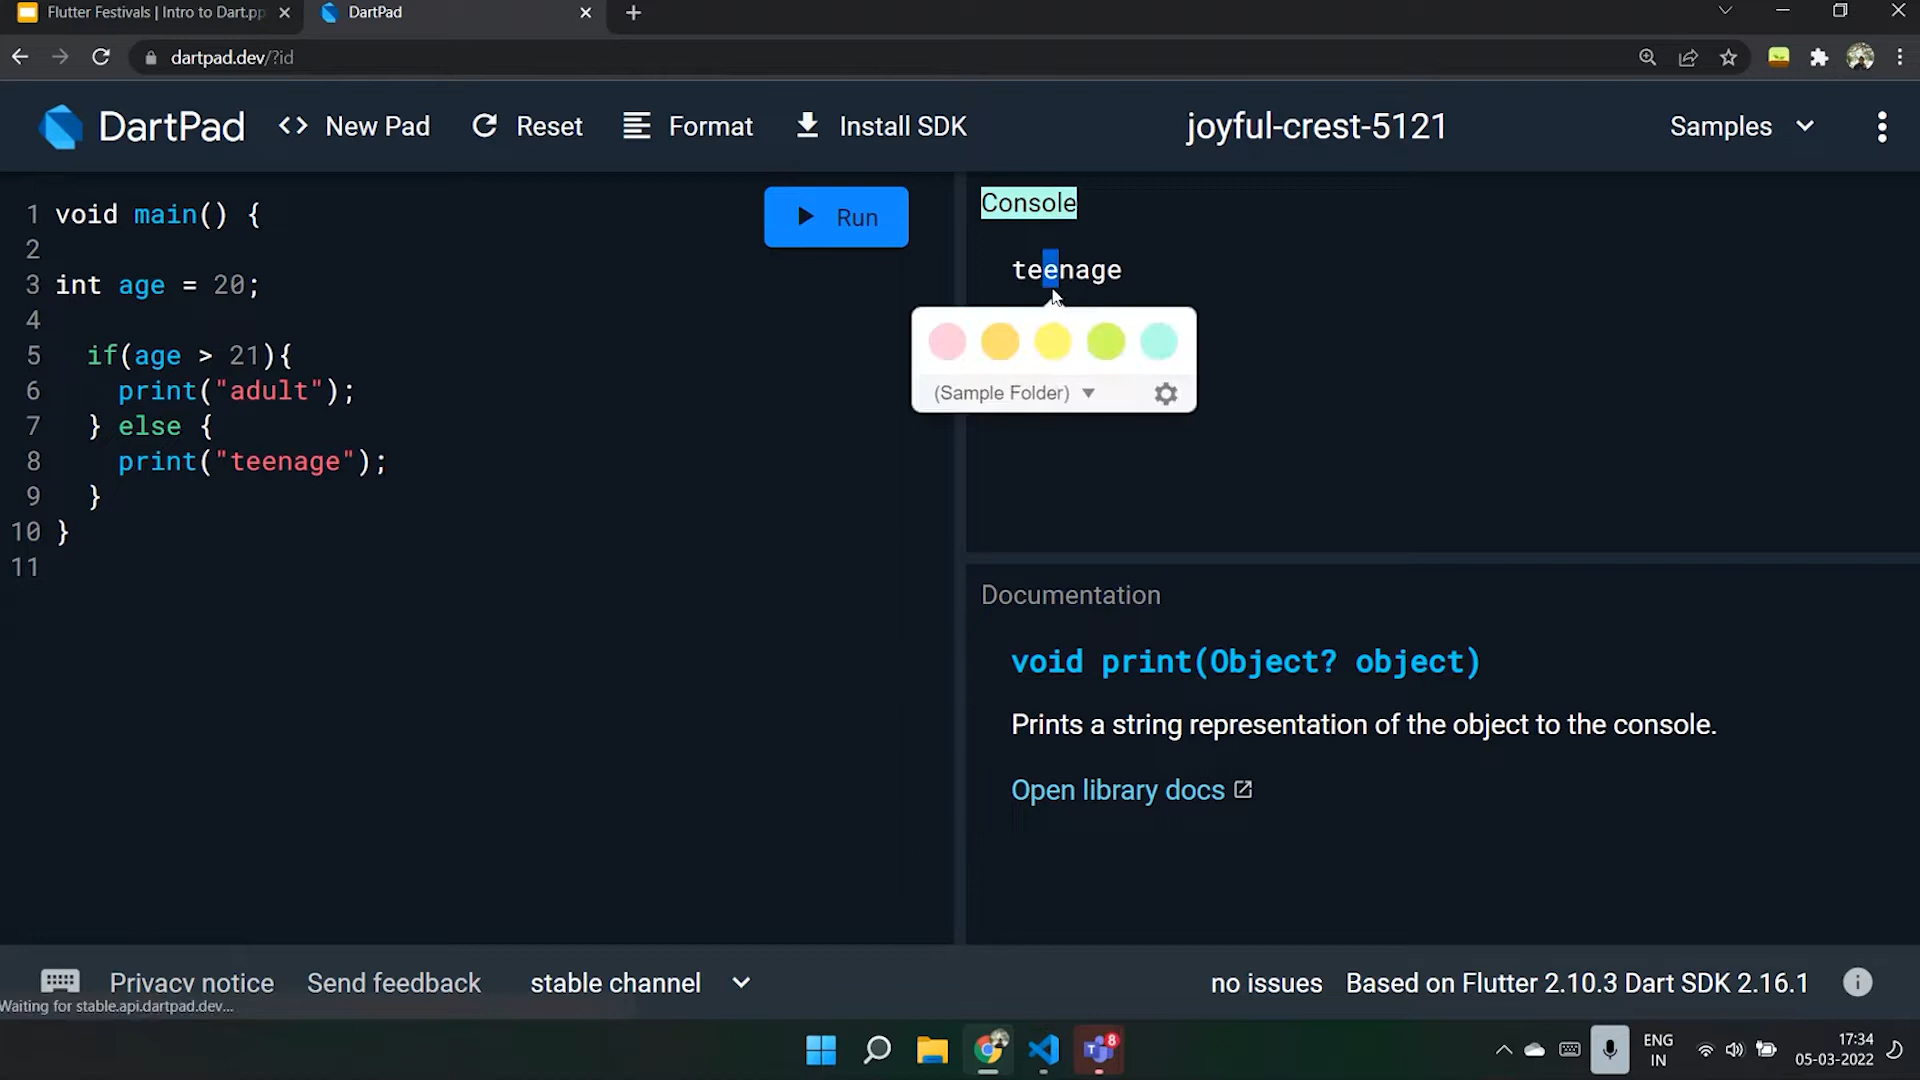 Flutter Festivals | Intro to Dart.pp
DartPad
dartpad.dev/?id
DartPad
<> New Pad
Reset
Format
Install SDK
joyful-crest-5121
Samples
1 void main() {
2
3 int age = 20;
4
5 if(age > 21){
6 print("adult");
7 } else {
8 print("teenage");
9 }
10 }
11
Run
Console
teenage
(Sample Folder)
Documentation
void print(Object? object)
Prints a string representation of the object to the console.
Open library docs
Privacy notice
Send feedback
stable channel
no issues
Based on Flutter 2.10.3 Dart SDK 2.16.1
Waiting for stable.api.dartpad.dev...
8
ENG
IN
17:34
05-03-2022